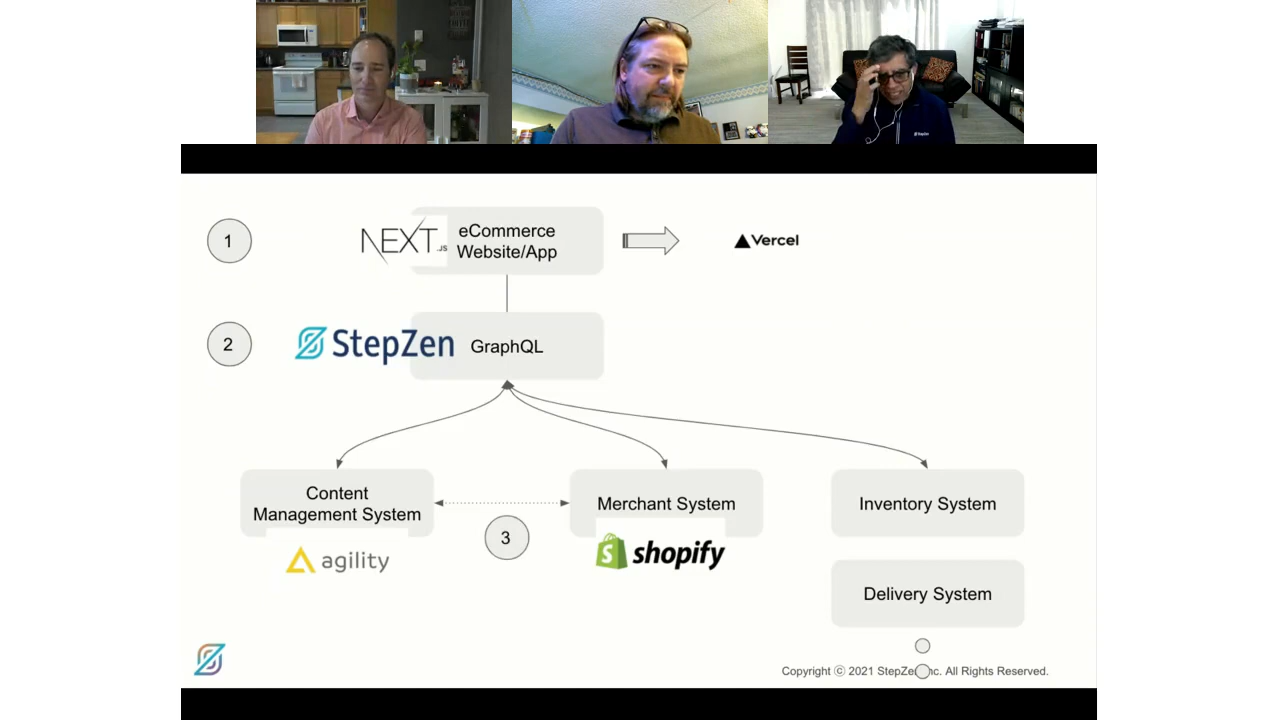 1
NEXT.JS
eCommerce
Website/App
Vercel
2
StepZen
GraphQL
Content
Management System
agility
3
Merchant System
shopify
Inventory System
Delivery System
Copyright ⓒ 2021 StepZen Inc. All Rights Reserved.
StepZen